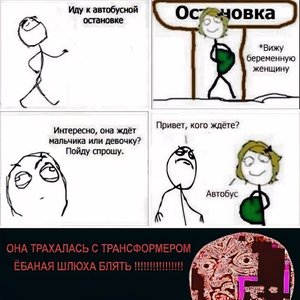 Иду к автобусной
остановке
Остановка
*Вижу
беременную
женщину
Интересно, она ждёт
мальчика или девочку?
Пойду спрошу.
Привет, кого ждёте?
Автобус
ОНА ТРАХАЛАСЬ С ТРАНСФОРМЕРОМ
ЁБАНАЯ ШЛЮХА БЛЯТЬ !!!!!!!!!!!!!!!!